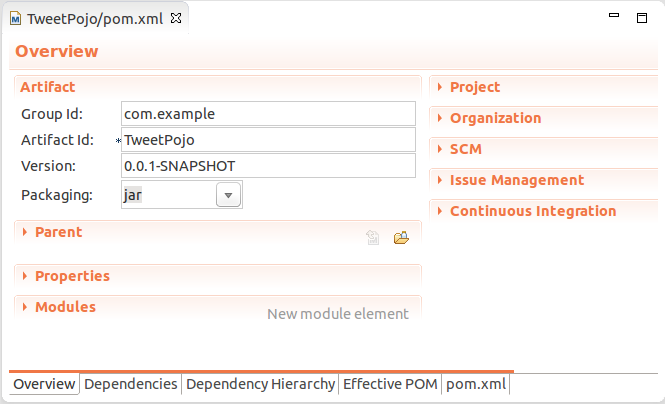 TweetPojo/pom.xml
Overview
Artifact
Group Id: com.example
Artifact Id: *TweetPojo
Version: 0.0.1-SNAPSHOT
Packaging: jar
Parent
Properties
Modules
New module element
Project
Organization
SCM
Issue Management
Continuous Integration
Overview Dependencies Dependency Hierarchy Effective POM pom.xml